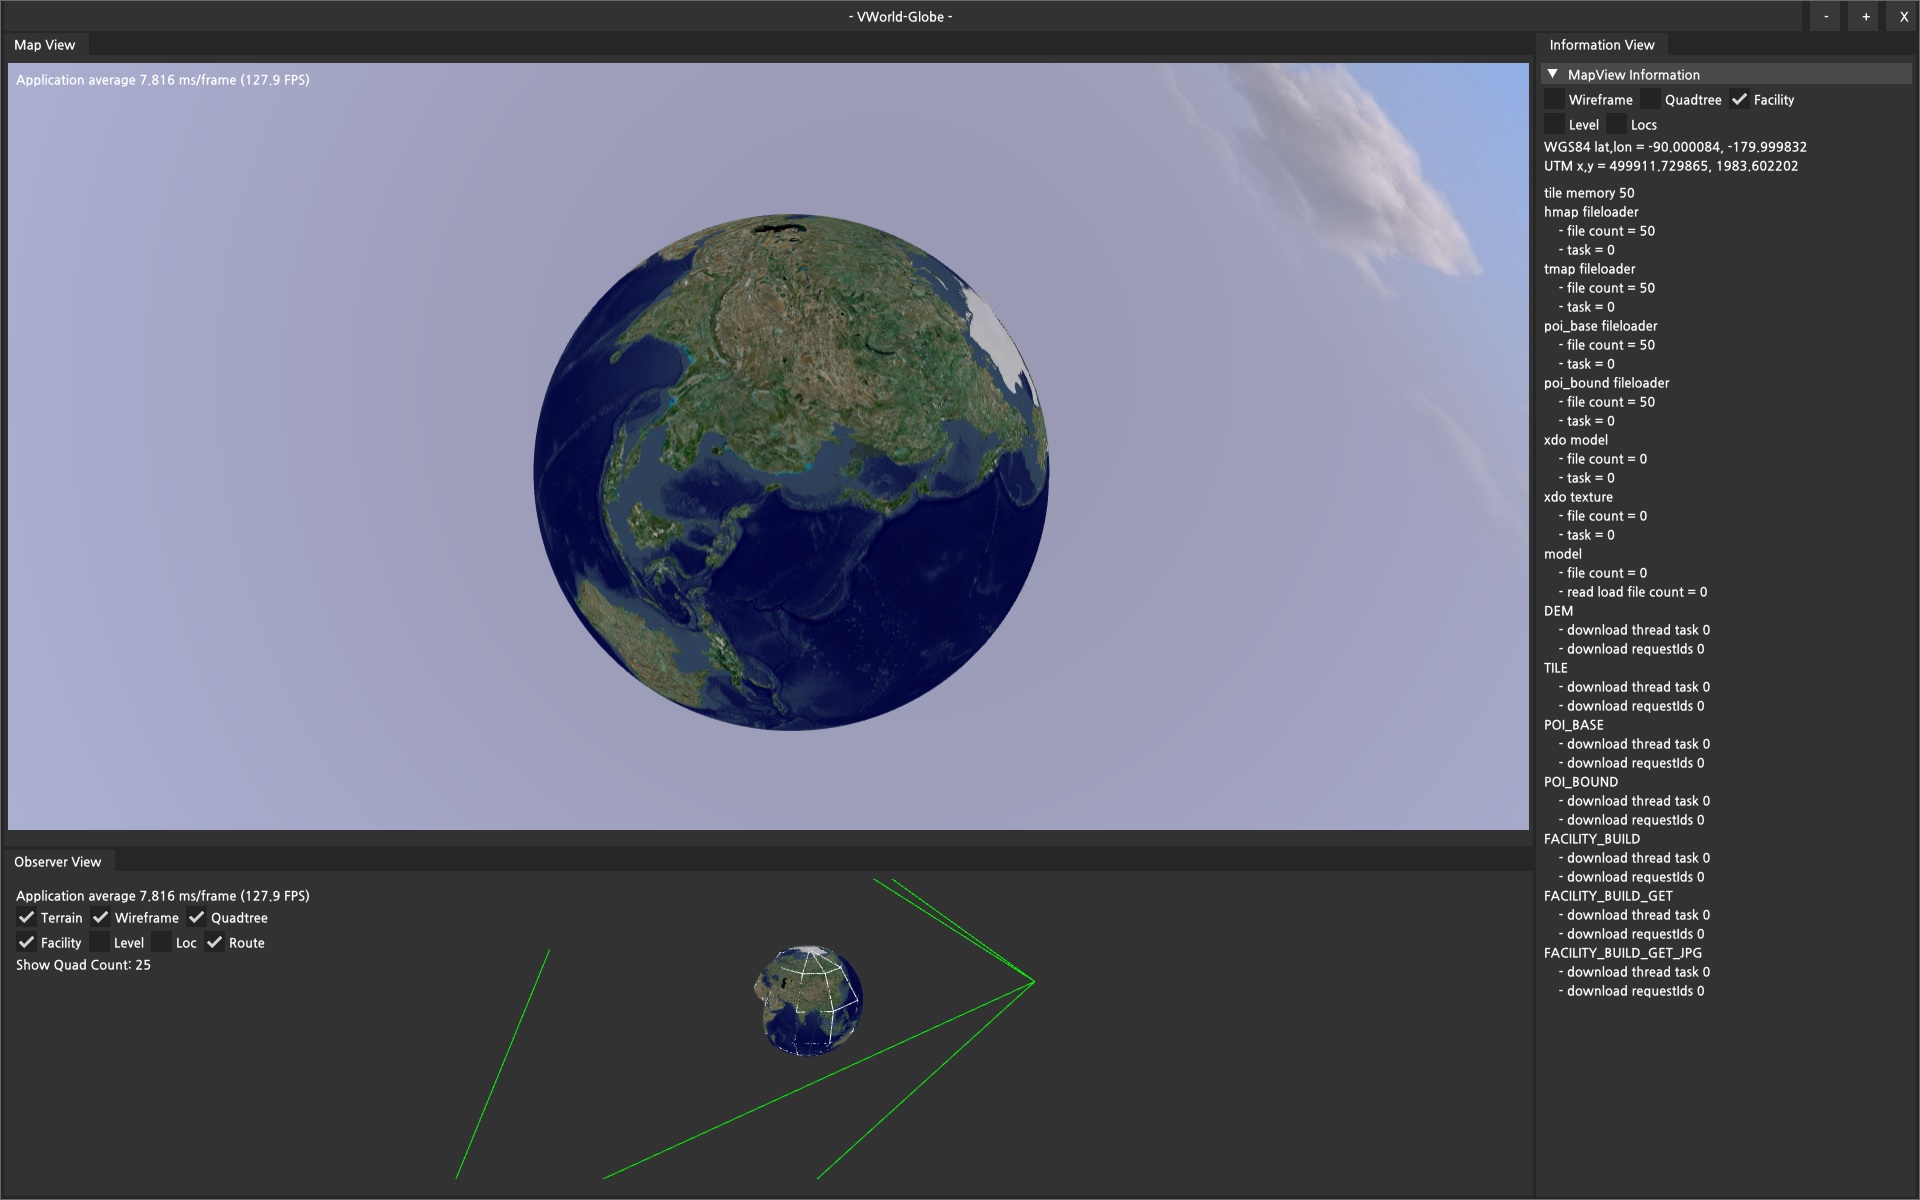 - VWorld-Globe -
- + X
Map View
Application average 7.816 ms/frame (127.9 FPS)
Observer View
Application average 7.816 ms/frame (127.9 FPS)
Terrain Wireframe Quadtree
Facility Level Loc Route
Show Quad Count: 25
Information View
MapView Information
Wireframe Quadtree Facility
Level Locs
WGS84 lat,lon = -90.000084, -179.999832
UTM x,y = 499911.729865, 1983.602202
tile memory 50
hmap fileloader
- file count = 50
- task = 0
tmap fileloader
- file count = 50
- task = 0
poi_base fileloader
- file count = 50
- task = 0
poi_bound fileloader
- file count = 50
- task = 0
xdo model
- file count = 0
- task = 0
xdo texture
- file count = 0
- task = 0
model
- file count = 0
- read load file count = 0
DEM
- download thread task 0
- download requestIds 0
TILE
- download thread task 0
- download requestIds 0
POI_BASE
- download thread task 0
- download requestIds 0
POI_BOUND
- download thread task 0
- download requestIds 0
FACILITY_BUILD
- download thread task 0
- download requestIds 0
FACILITY_BUILD_GET
- download thread task 0
- download requestIds 0
FACILITY_BUILD_GET_JPG
- download thread task 0
- download requestIds 0